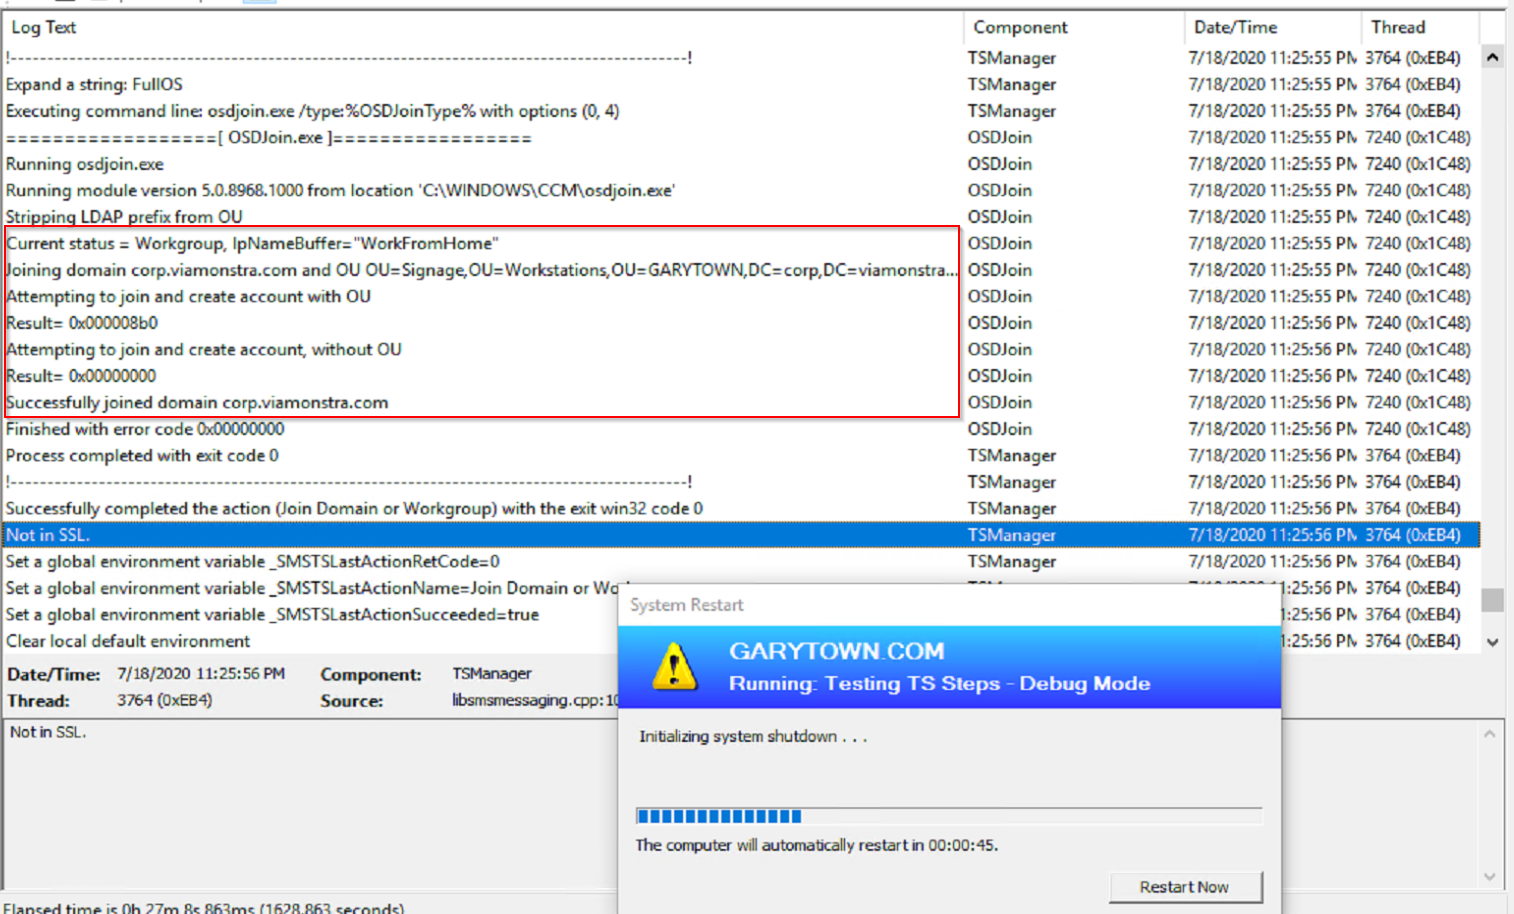 Log Text Component Date/Time Thread
!----------------------------------------------------------------------------------------! TSManager 7/18/2020 11:25:55 PM 3764 (0xEB4)
Expand a string: FullOS TSManager 7/18/2020 11:25:55 PM 3764 (0xEB4)
Executing command line: osdjoin.exe /type:%OSDJoinType% with options (0, 4) TSManager 7/18/2020 11:25:55 PM 3764 (0xEB4)
==================[ OSDJoin.exe ]================= OSDJoin 7/18/2020 11:25:55 PM 7240 (0x1C48)
Running osdjoin.exe OSDJoin 7/18/2020 11:25:55 PM 7240 (0x1C48)
Running module version 5.0.8968.1000 from location 'C:\WINDOWS\CCM\osdjoin.exe' OSDJoin 7/18/2020 11:25:55 PM 7240 (0x1C48)
Stripping LDAP prefix from OU OSDJoin 7/18/2020 11:25:55 PM 7240 (0x1C48)
Current status = Workgroup, lpNameBuffer="WorkFromHome" OSDJoin 7/18/2020 11:25:55 PM 7240 (0x1C48)
Joining domain corp.viamonstra.com and OU OU=Signage,OU=Workstations,OU=GARYTOWN,DC=corp,DC=viamonstra... OSDJoin 7/18/2020 11:25:55 PM 7240 (0x1C48)
Attempting to join and create account with OU OSDJoin 7/18/2020 11:25:55 PM 7240 (0x1C48)
Result= 0x000008b0 OSDJoin 7/18/2020 11:25:56 PM 7240 (0x1C48)
Attempting to join and create account, without OU OSDJoin 7/18/2020 11:25:56 PM 7240 (0x1C48)
Result= 0x00000000 OSDJoin 7/18/2020 11:25:56 PM 7240 (0x1C48)
Successfully joined domain corp.viamonstra.com OSDJoin 7/18/2020 11:25:56 PM 7240 (0x1C48)
Finished with error code 0x00000000 OSDJoin 7/18/2020 11:25:56 PM 7240 (0x1C48)
Process completed with exit code 0 TSManager 7/18/2020 11:25:56 PM 3764 (0xEB4)
!----------------------------------------------------------------------------------------! TSManager 7/18/2020 11:25:56 PM 3764 (0xEB4)
Successfully completed the action (Join Domain or Workgroup) with the exit win32 code 0 TSManager 7/18/2020 11:25:56 PM 3764 (0xEB4)
Not in SSL. TSManager 7/18/2020 11:25:56 PM 3764 (0xEB4)
Set a global environment variable _SMSTSLastActionRetCode=0 TSManager 7/18/2020 11:25:56 PM 3764 (0xEB4)
Set a global environment variable _SMSTSLastActionName=Join Domain or Wo 3764 (0xEB4)
Set a global environment variable _SMSTSLastActionSucceeded=true 1:25:56 PM 3764 (0xEB4)
Clear local default environment 1:25:56 PM 3764 (0xEB4)
Date/Time: 7/18/2020 11:25:56 PM Component: TSManager
Thread: 3764 (0xEB4) Source: libsmsmessaging.cpp:10
Not in SSL.
System Restart
GARYTOWN.COM
Running: Testing TS Steps - Debug Mode
Initializing system shutdown . . .
The computer will automatically restart in 00:00:45.
Restart Now
Elapsed time is 0h 27m 8s 863ms (1628.863 seconds)